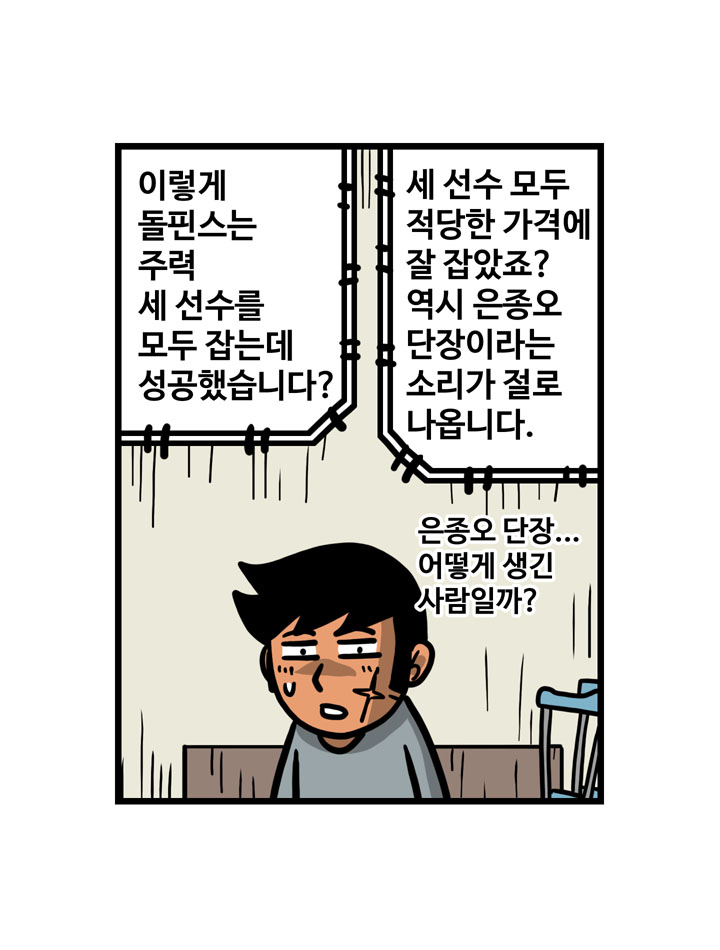 이렇게
돌핀스는
주력
세 선수를
모두 잡는데
성공했습니다?
세 선수 모두
적당한 가격에
잘 잡았죠?
역시 은종오
단장이라는
소리가 절로
나옵니다.
은종오 단장...
어떻게 생긴
사람일까?